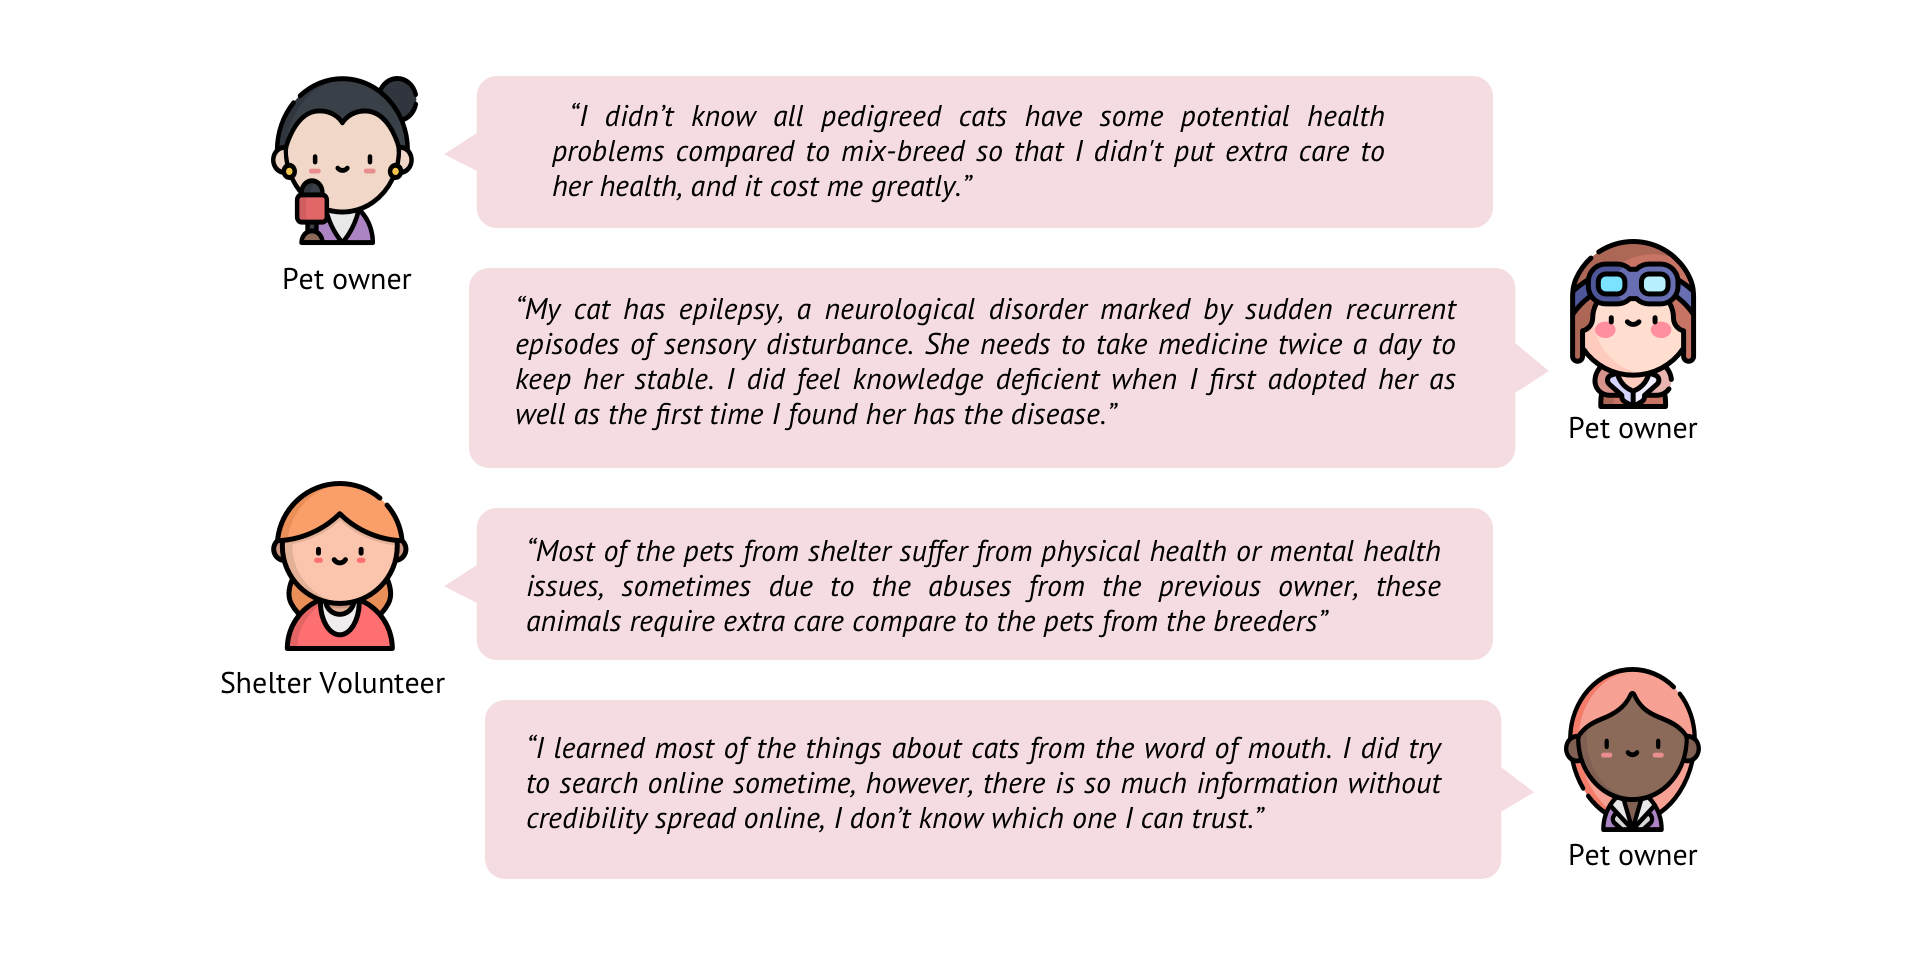 “I didn’t know all pedigreed cats have some potential health
problems compared to mix-breed so that I didn't put extra care to
her health, and it cost me greatly.”
Pet owner
“My cat has epilepsy, a neurological disorder marked by sudden recurrent
episodes of sensory disturbance. She needs to take medicine twice a day to
keep her stable. I did feel knowledge deficient when I first adopted her as
well as the first time I found her has the disease.”
Pet owner
“Most of the pets from shelter suffer from physical health or mental health
issues, sometimes due to the abuses from the previous owner, these
animals require extra care compare to the pets from the breeders”
Shelter Volunteer
“I learned most of the things about cats from the word of mouth. I did try
to search online sometime, however, there is so much information without
credibility spread online, I don’t know which one I can trust.”
Pet owner